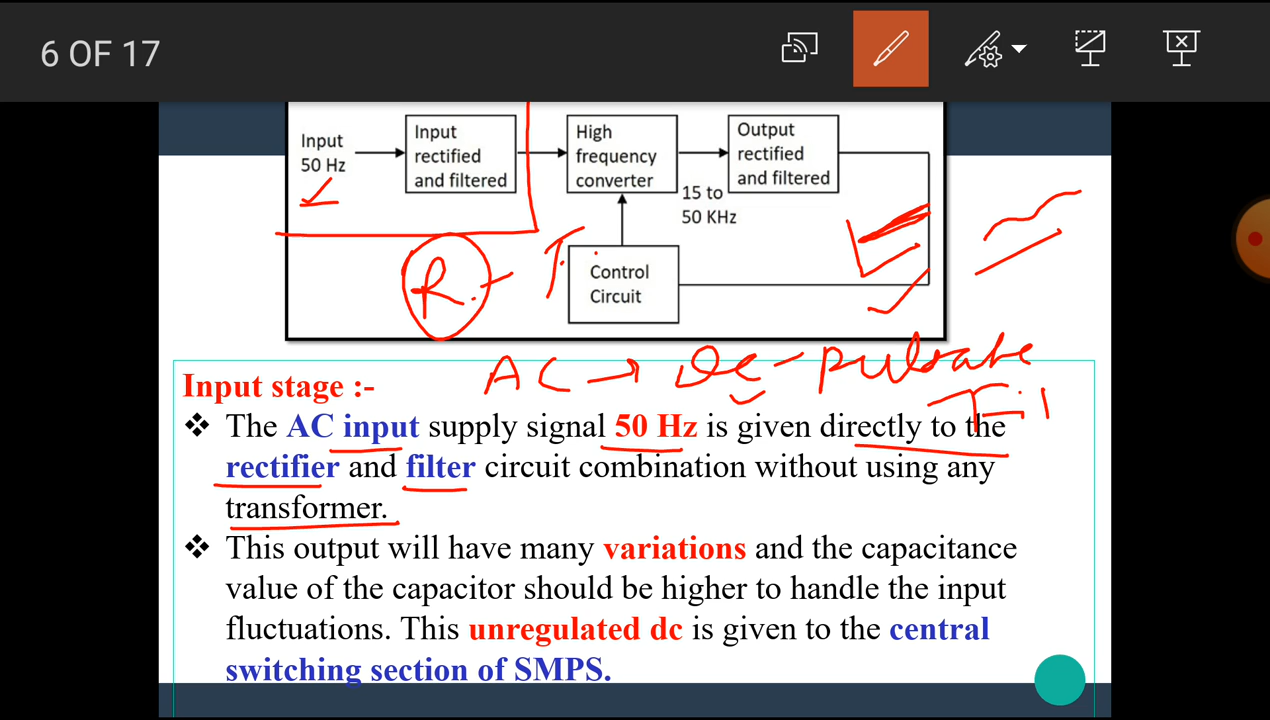 6 OF 17
Input
50 Hz
Input
rectified
and filtered
High
frequency
converter
15 to
50 KHz
Output
rectified
and filtered
Control
Circuit
R
AC → DC - Pulsate
Fil
Input stage :-
❖ The AC input supply signal 50 Hz is given directly to the
rectifier and filter circuit combination without using any
transformer.
❖ This output will have many variations and the capacitance
value of the capacitor should be higher to handle the input
fluctuations. This unregulated dc is given to the central
switching section of SMPS.